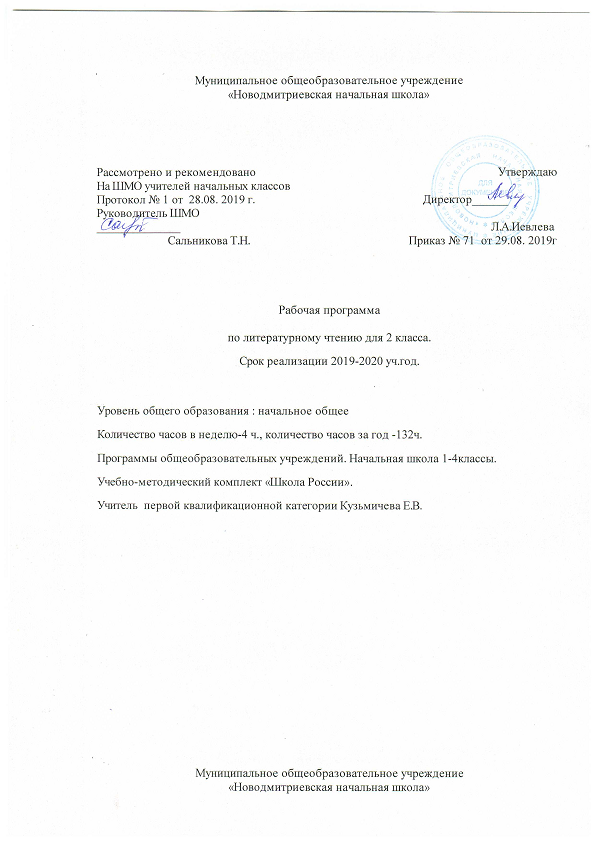 Муниципальное общеобразовательное учреждение
«Новодмитриевская начальная школа»
Рассмотрено и рекомендовано
Утверждаю
На ШМО учителей начальных классов
Протокол № 1 от 28.08. 2019 г.
Директор______
Руководитель ШМО
Л.А.Иевлева
Сальникова Т.Н.
Приказ № 71 от 29.08. 2019г
ДЛЯ
ДОКУМЕНТОВ
Рабочая программа
по литературному чтению для 2 класса.
Срок реализации 2019-2020 уч.год.
Уровень общего образования : начальное общее
Количество часов в неделю-4 ч., количество часов за год -132ч.
Программы общеобразовательных учреждений. Начальная школа 1-4классы.
Учебно-методический комплект «Школа России».
Учитель первой квалификационной категории Кузьмичева Е.В.
Муниципальное общеобразовательное учреждение
«Новодмитриевская начальная школа»